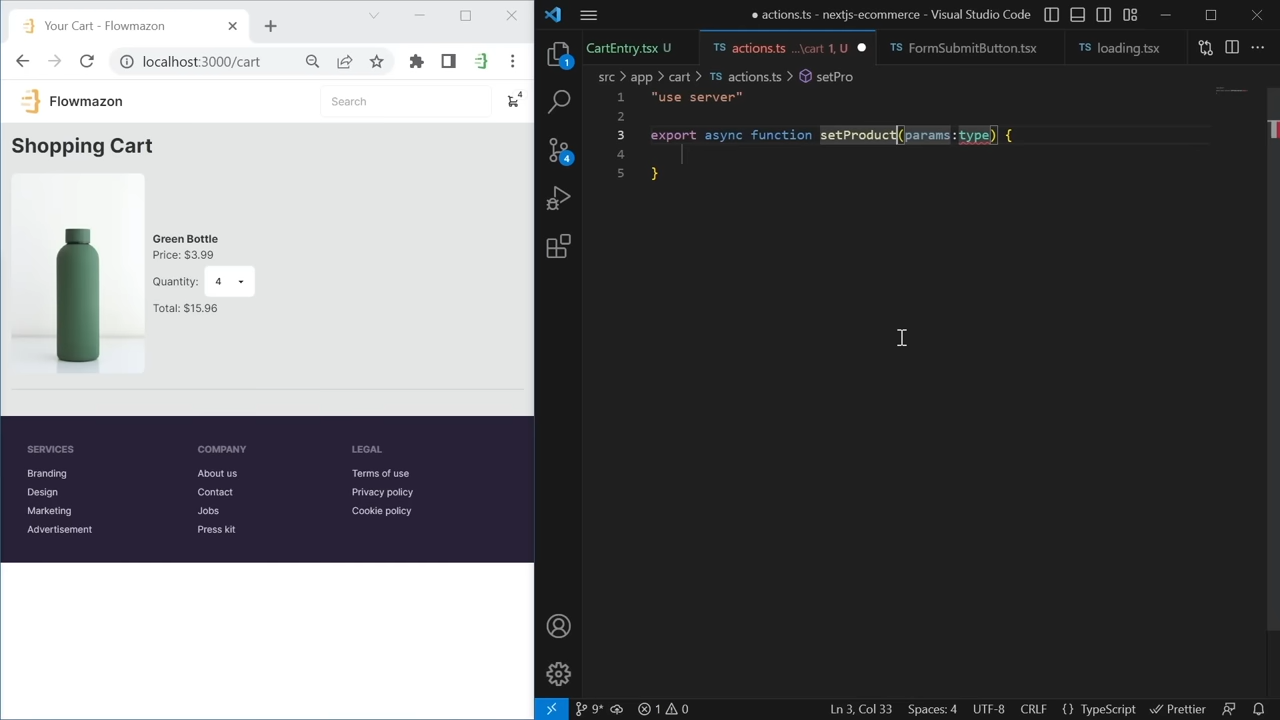 Your Cart - Flowmazon
localhost:3000/cart
Flowmazon
Search
4
Shopping Cart
Green Bottle
Price: $3.99
Quantity: 4
Total: $15.96
SERVICES
Branding
Design
Marketing
Advertisement
COMPANY
About us
Contact
Jobs
Press kit
LEGAL
Terms of use
Privacy policy
Cookie policy
● actions.ts - nextjs-ecommerce - Visual Studio Code
CartEntry.tsx U
TS actions.ts ...\cart 1, U
TS FormSubmitButton.tsx
TS loading.tsx
src > app > cart > TS actions.ts > setPro
1 "use server"
2
3 export async function setProduct(params:type) {
4
5 }
1
4
9*
1 0
Ln 3, Col 33
Spaces: 4
UTF-8
CRLF
{ } TypeScript
Prettier